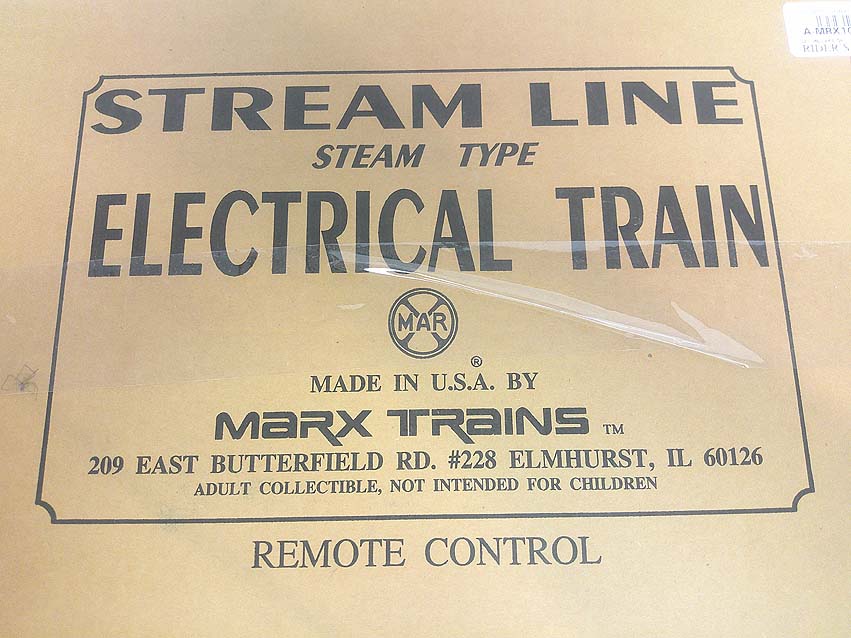 STREAM LINE
STEAM TYPE
ELECTRICAL TRAIN
MAR
®
MADE IN U.S.A. BY
MARX TRAINS ™
209 EAST BUTTERFIELD RD. #228 ELMHURST, IL 60126
ADULT COLLECTIBLE, NOT INTENDED FOR CHILDREN
REMOTE CONTROL